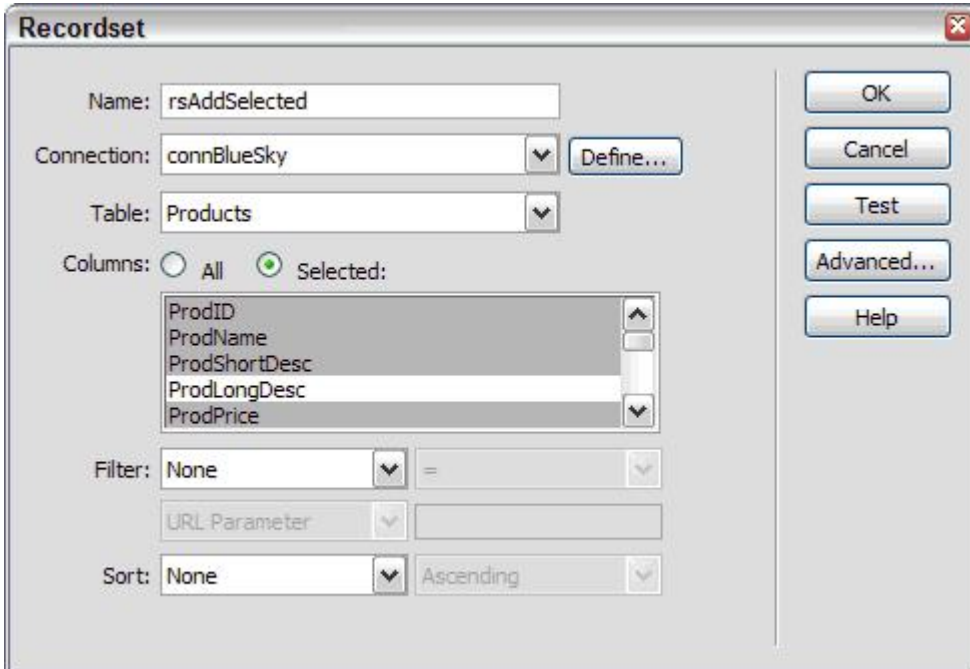 Recordset
Name: rsAddSelected
Connection: connBlueSky Define...
Table: Products
Columns: All Selected:
ProdID
ProdName
ProdShortDesc
ProdLongDesc
ProdPrice
Filter: None =
URL Parameter
Sort: None Ascending
OK
Cancel
Test
Advanced...
Help